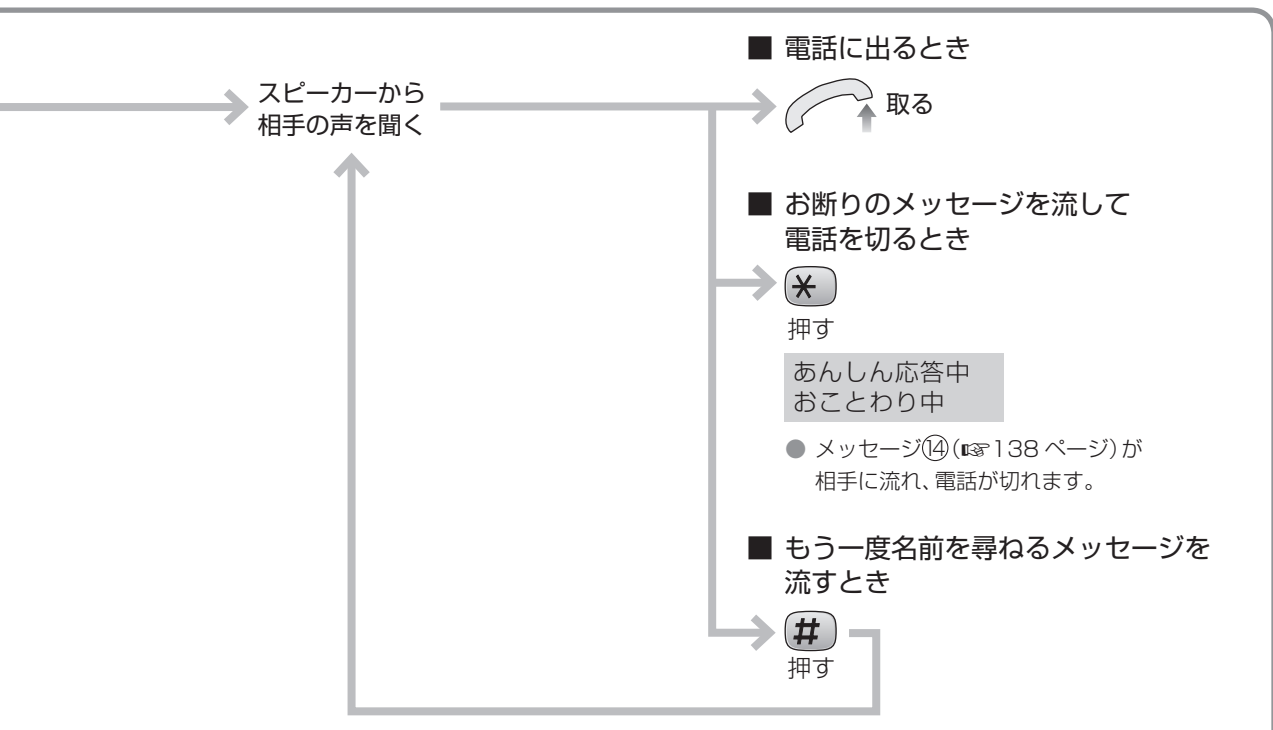 スピーカーから
相手の声を聞く
■ 電話に出るとき
取る
■ お断りのメッセージを流して
電話を切るとき
＊
押す
あんしん応答中
おことわり中
● メッセージ⑭(☞138 ページ)が
相手に流れ、電話が切れます。
■ もう一度名前を尋ねるメッセージを
流すとき
#
押す